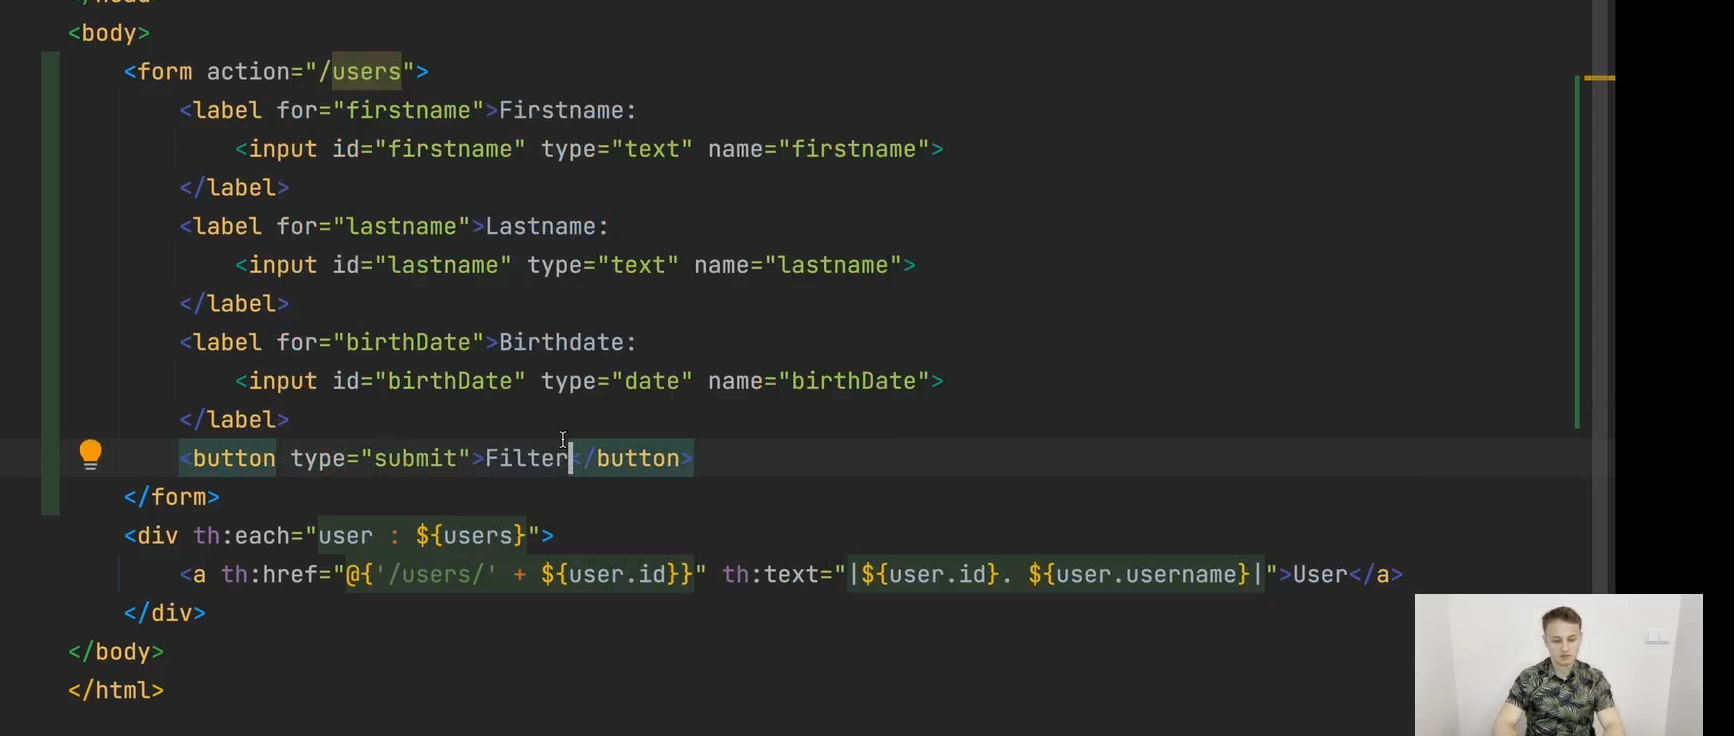 <body>
<form action="/users">
<label for="firstname">Firstname:
<input id="firstname" type="text" name="firstname">
</label>
<label for="lastname">Lastname:
<input id="lastname" type="text" name="lastname">
</label>
<label for="birthDate">Birthdate:
<input id="birthDate" type="date" name="birthDate">
</label>
<button type="submit">Filter</button>
</form>
<div th:each="user : ${users}">
<a th:href="@{'/users/' + ${user.id}}" th:text="|${user.id}. ${user.username}|">User</a>
</div>
</body>
</html>